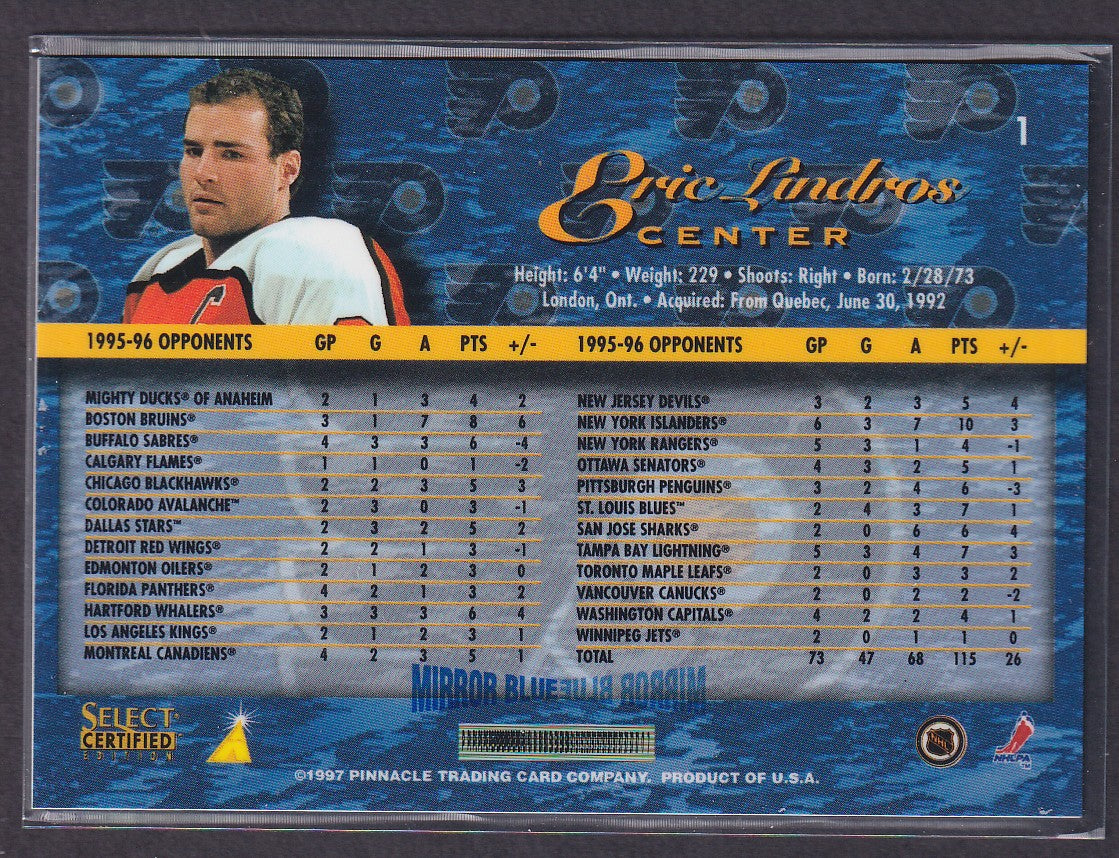 1
Eric Lindros
CENTER
Height: 6'4" • Weight: 229 • Shoots: Right • Born: 2/28/73
London, Ont. • Acquired: From Quebec, June 30, 1992
1995-96 OPPONENTS GP G A PTS +/-
MIGHTY DUCKS® OF ANAHEIM 2 1 3 4 2
BOSTON BRUINS® 3 1 7 8 6
BUFFALO SABRES® 4 3 3 6 -4
CALGARY FLAMES® 1 1 0 1 -2
CHICAGO BLACKHAWKS® 2 2 3 5 3
COLORADO AVALANCHE™ 2 3 0 3 -1
DALLAS STARS™ 2 3 2 5 2
DETROIT RED WINGS® 2 2 1 3 -1
EDMONTON OILERS® 2 1 2 3 0
FLORIDA PANTHERS® 4 2 1 3 2
HARTFORD WHALERS® 3 3 3 6 4
LOS ANGELES KINGS® 2 1 2 3 1
MONTREAL CANADIENS® 4 2 3 5 1
1995-96 OPPONENTS GP G A PTS +/-
NEW JERSEY DEVILS® 3 2 3 5 4
NEW YORK ISLANDERS® 6 3 7 10 3
NEW YORK RANGERS® 5 3 1 4 -1
OTTAWA SENATORS® 4 3 2 5 1
PITTSBURGH PENGUINS® 3 2 4 6 -3
ST. LOUIS BLUES™ 2 4 3 7 1
SAN JOSE SHARKS® 2 0 6 6 4
TAMPA BAY LIGHTNING® 5 3 4 7 3
TORONTO MAPLE LEAFS® 2 0 3 3 2
VANCOUVER CANUCKS® 2 0 2 2 -2
WASHINGTON CAPITALS® 4 2 2 4 1
WINNIPEG JETS® 2 0 1 1 0
TOTAL 73 47 68 115 26
MIRROR BLUE MIRROR BLUE
SELECT
CERTIFIED
EDITION
NHL
NHLPA
©1997 PINNACLE TRADING CARD COMPANY. PRODUCT OF U.S.A.